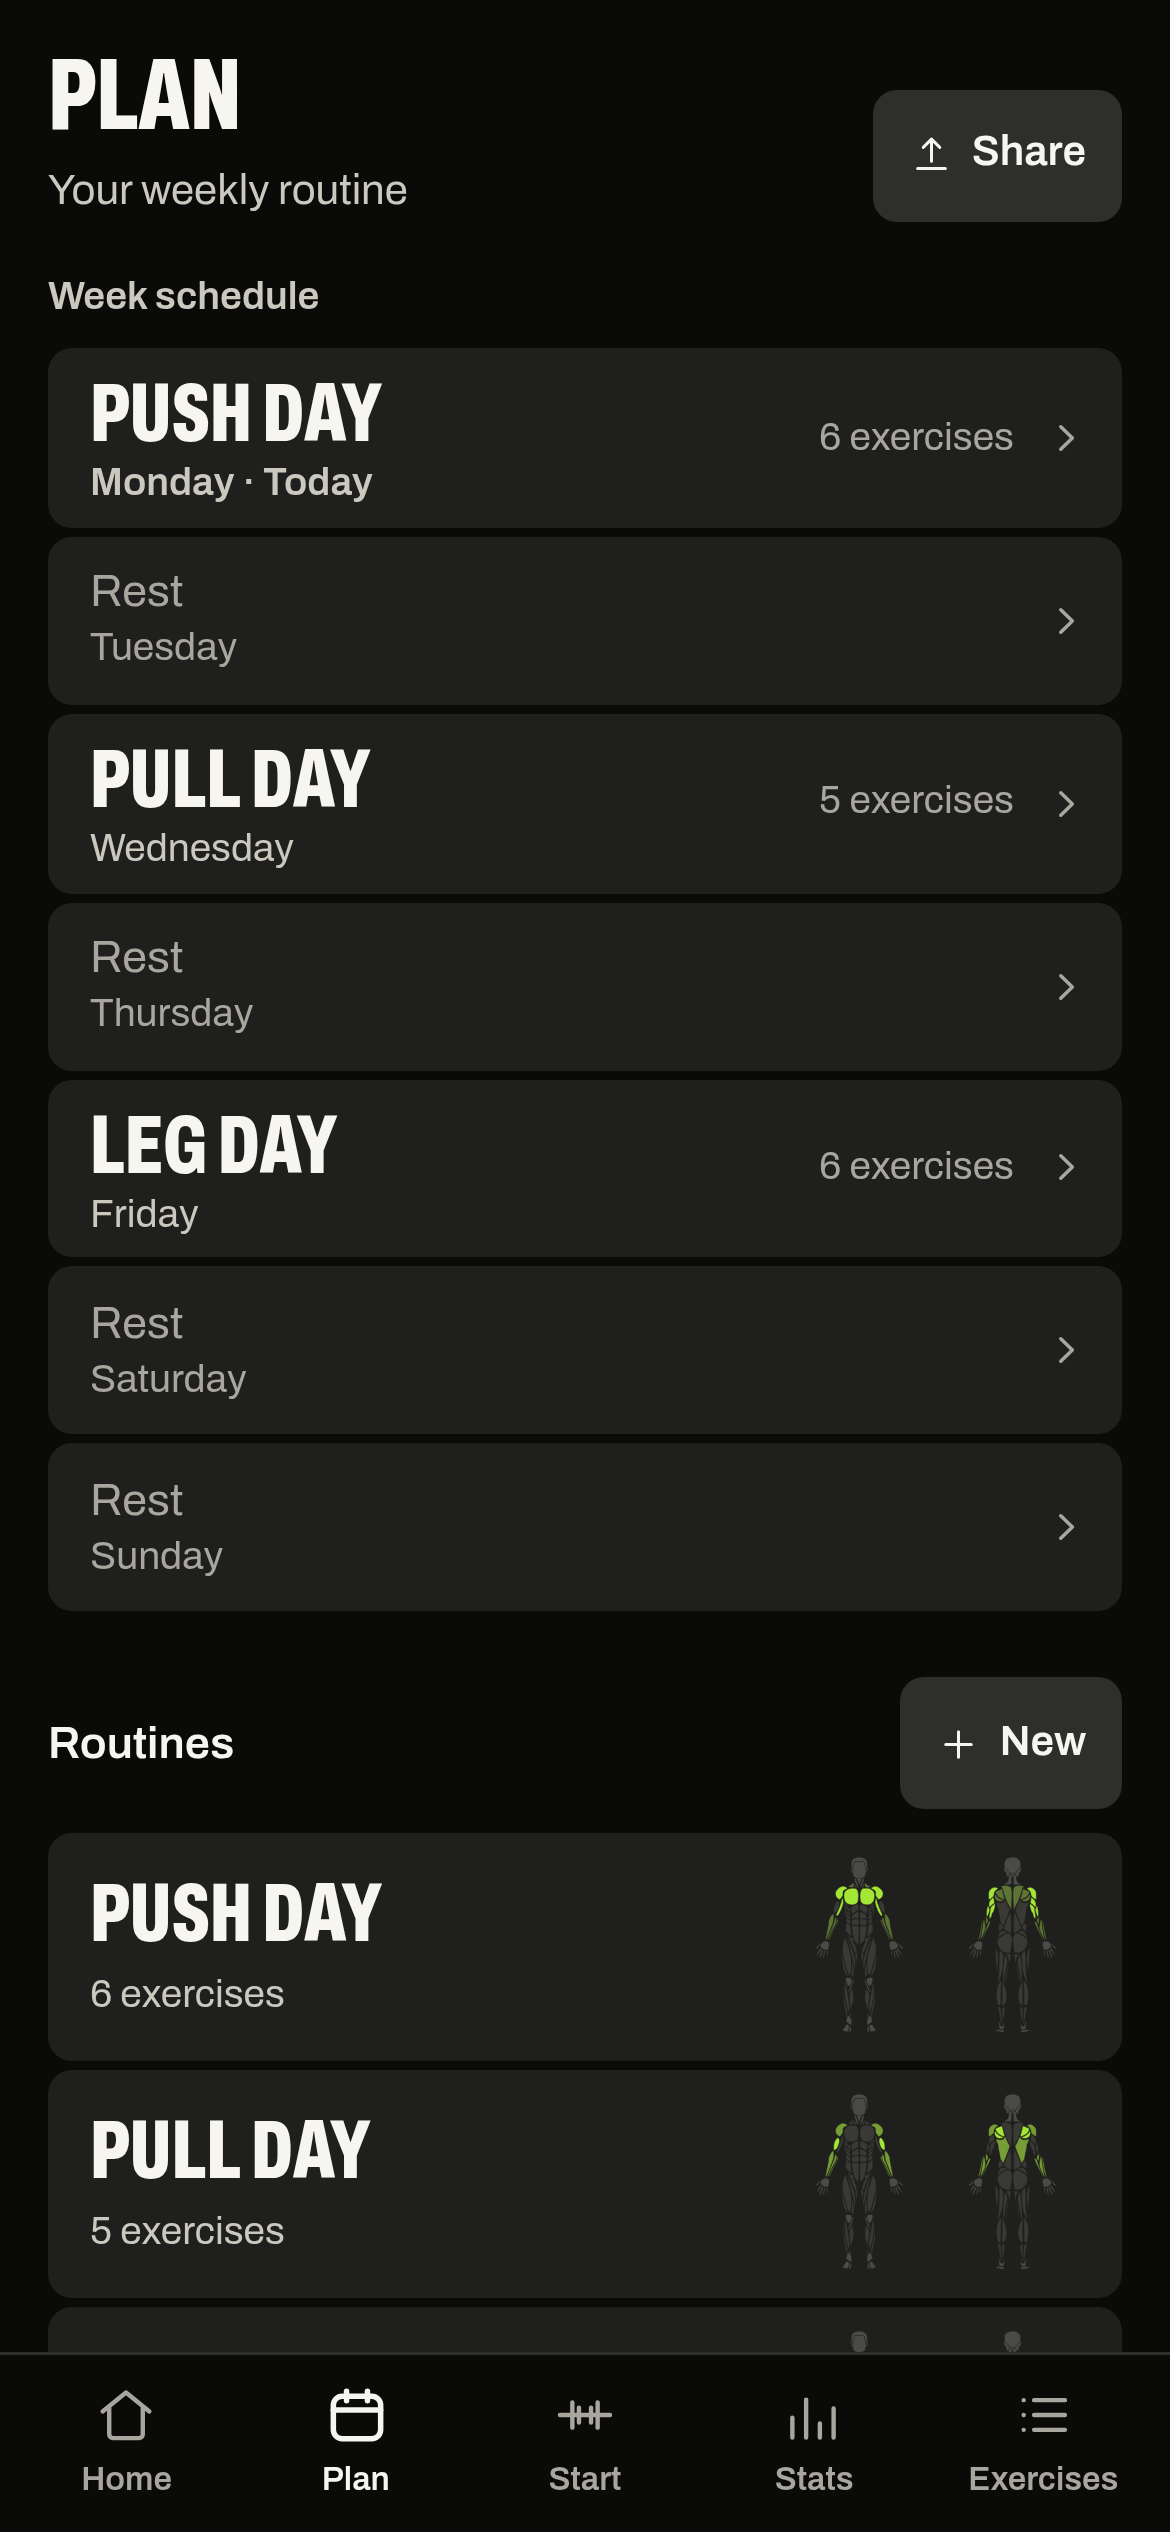 PLAN
Your weekly routine
Share
Week schedule
PUSH DAY
Monday · Today
6 exercises
Rest
Tuesday
PULL DAY
Wednesday
5 exercises
Rest
Thursday
LEG DAY
Friday
6 exercises
Rest
Saturday
Rest
Sunday
Routines
New
PUSH DAY
6 exercises
PULL DAY
5 exercises
Home
Plan
Start
Stats
Exercises